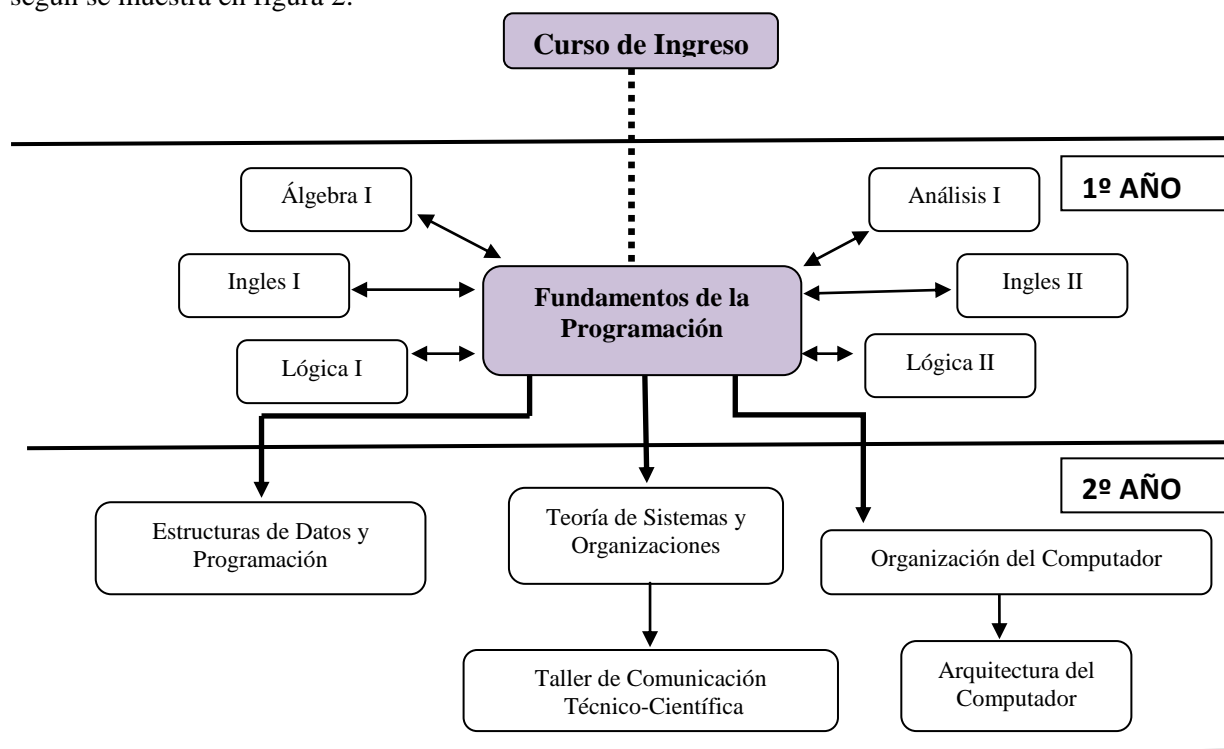 según se muestra en figura 2.
Curso de Ingreso
1º AÑO
Álgebra I
Análisis I
Ingles I
Fundamentos de la
Programación
Ingles II
Lógica I
Lógica II
2º AÑO
Estructuras de Datos y
Programación
Teoría de Sistemas y
Organizaciones
Organización del Computador
Taller de Comunicación
Técnico-Científica
Arquitectura del
Computador